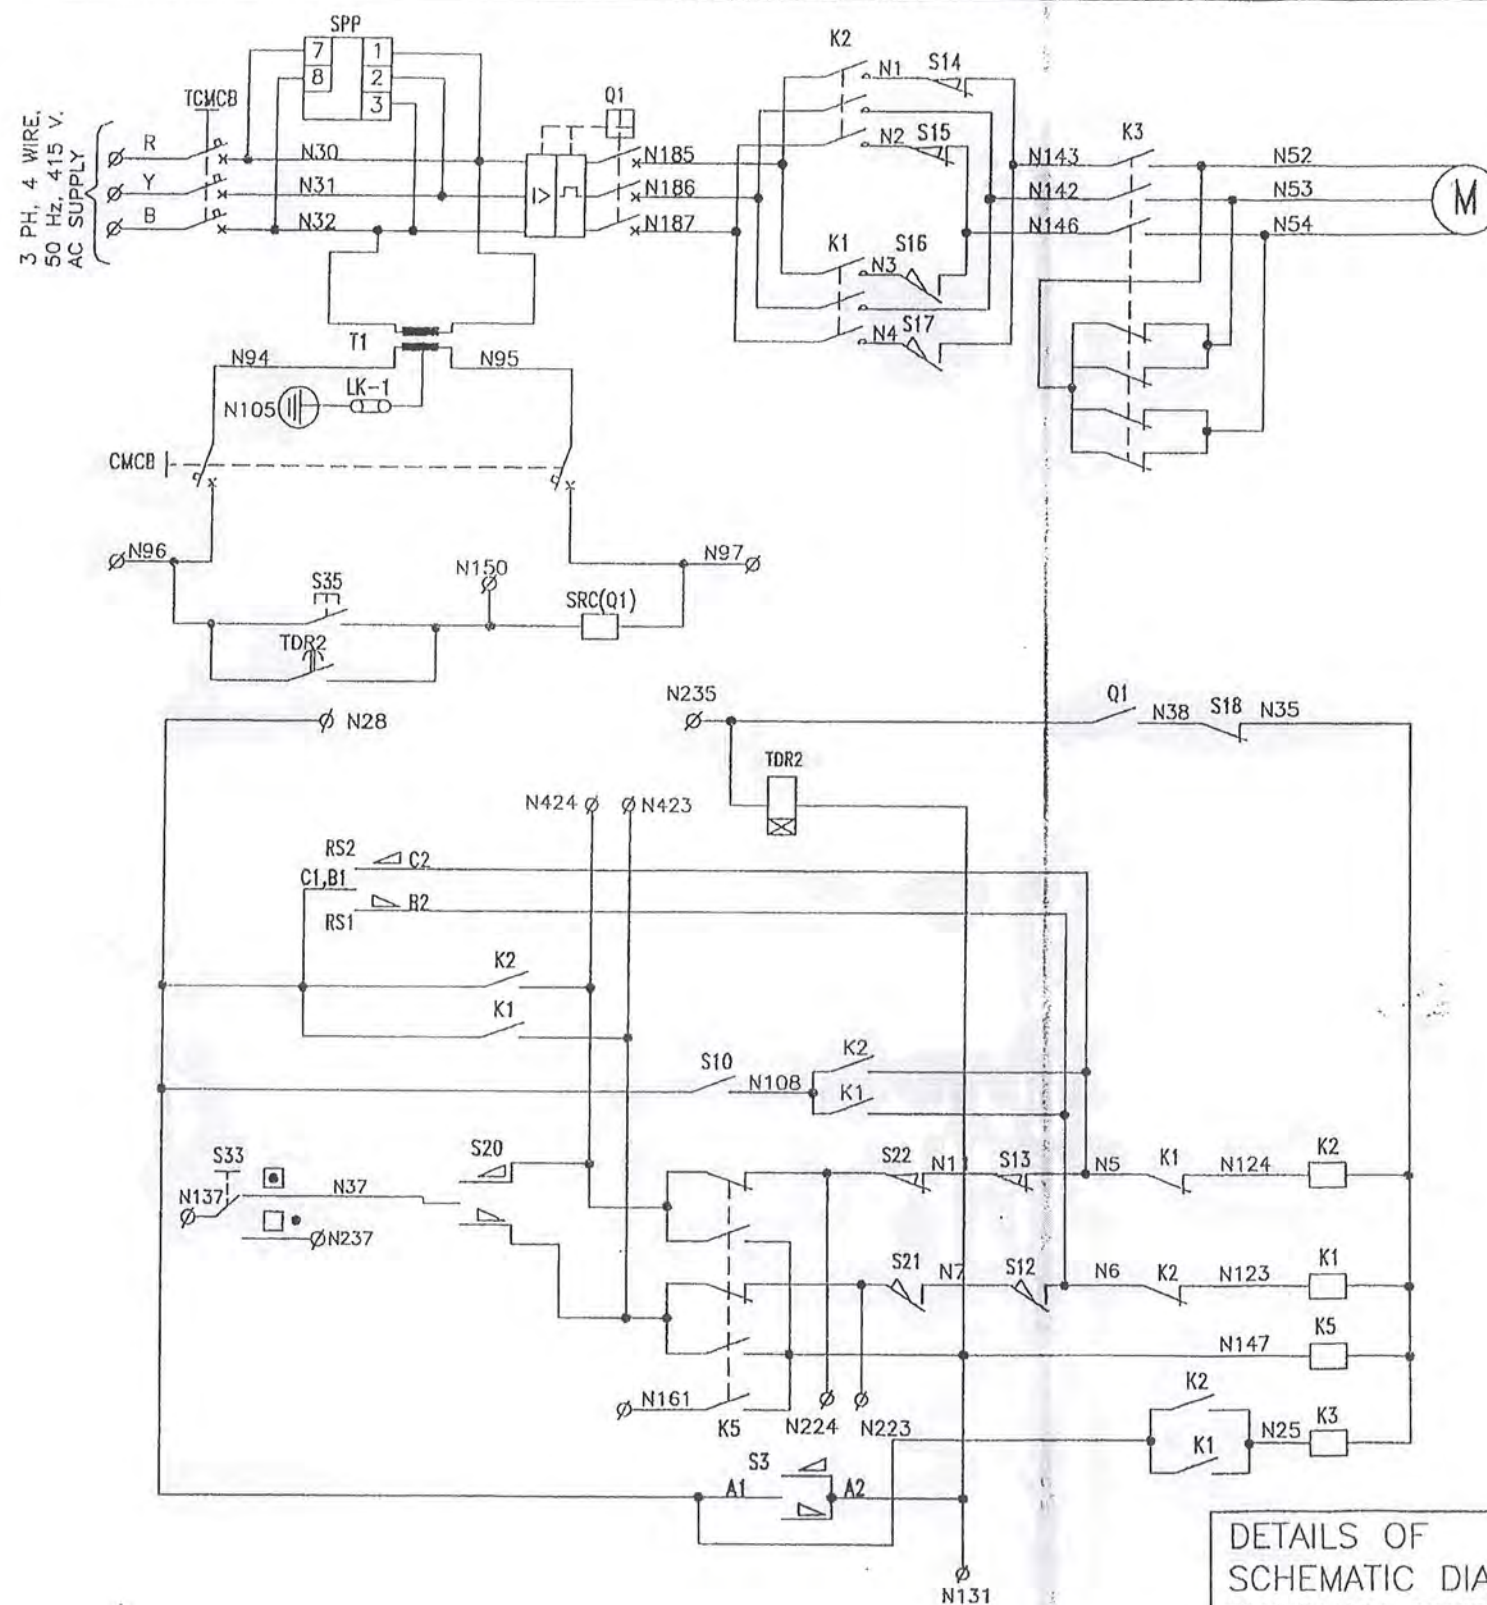 SPP
7 1
8 2
3
TCMCB
Q1
3 PH, 4 WIRE,
50 Hz, 415 V.
AC SUPPLY
R
Y
B
N30
N31
N32
N185
N186
N187
K2
N1
S14
N2
S15
K1
N3
S16
N4
S17
K3
N143
N142
N146
N52
N53
N54
M
T1
N94
N95
LK-1
N105
CMCB
N96
N97
S35
N150
SRC(Q1)
TDR2
N28
N235
Q1
N38
S18
N35
TDR2
N424
N423
RS2
C2
C1,B1
B2
RS1
K2
K1
S10
N108
K2
K1
S33
N137
N37
N237
S20
S22
N11
S13
N5
K1
N124
K2
S21
N7
S12
N6
K2
N123
K1
N147
K5
N161
K5
N224
N223
K2
K1
N25
K3
S3
A1
A2
N131
DETAILS OF
SCHEMATIC DIA